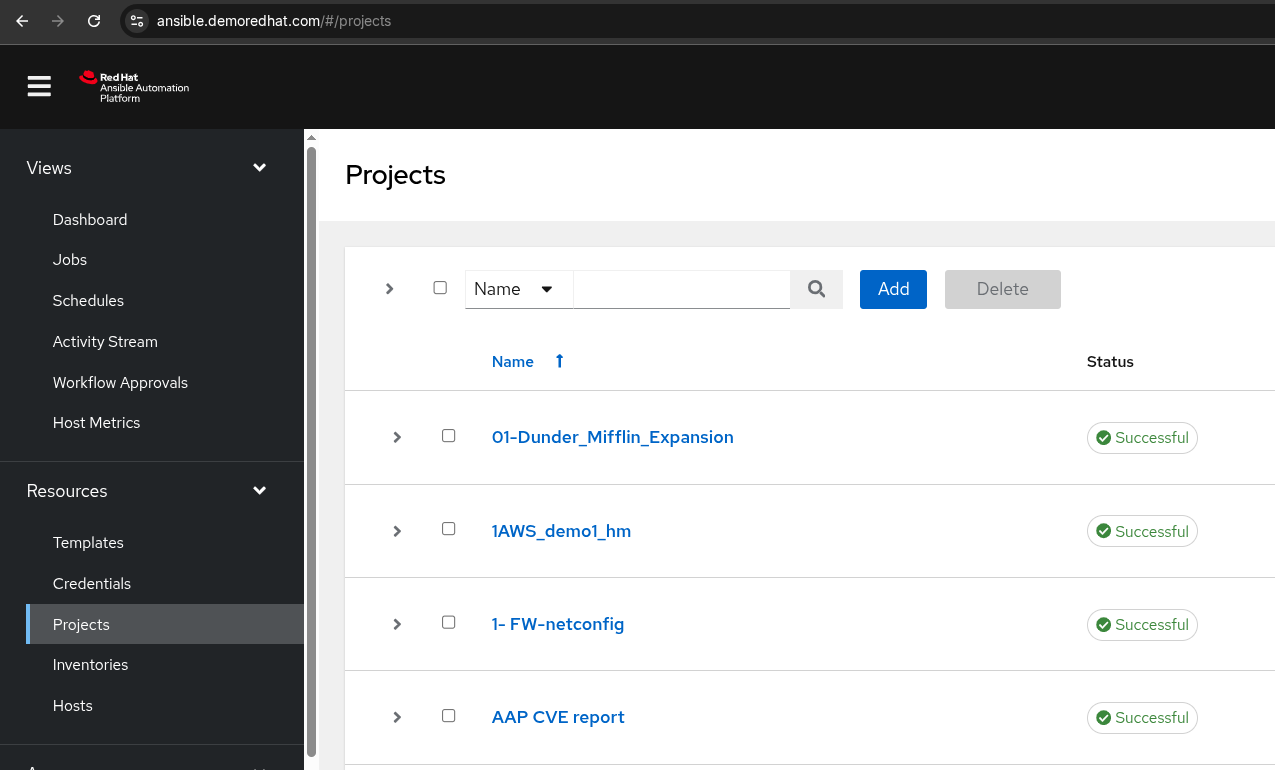 ansible.demoredhat.com/#/projects
Red Hat
Ansible Automation
Platform
Views
Dashboard
Jobs
Schedules
Activity Stream
Workflow Approvals
Host Metrics
Resources
Templates
Credentials
Projects
Inventories
Hosts
Projects
Name
Add
Delete
Name
Status
01-Dunder_Mifflin_Expansion
Successful
1AWS_demo1_hm
Successful
1- FW-netconfig
Successful
AAP CVE report
Successful